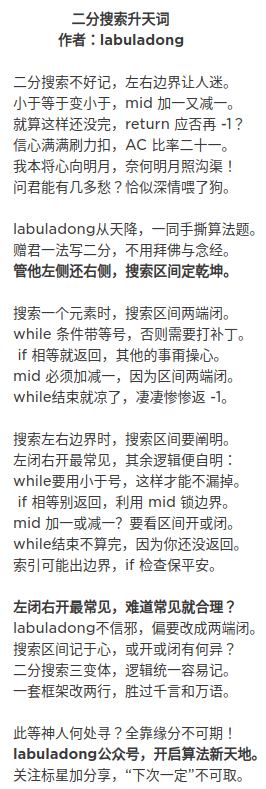 二分搜索升天词
作者：labuladong
二分搜索不好记，左右边界让人迷。
小于等于变小于，mid 加一又减一。
就算这样还没完，return 应否再 -1？
信心满满刷力扣，AC 比率二十一。
我本将心向明月，奈何明月照沟渠！
问君能有几多愁？恰似深情喂了狗。
labuladong从天降，一同手撕算法题。
赠君一法写二分，不用拜佛与念经。
管他左侧还右侧，搜索区间定乾坤。
搜索一个元素时，搜索区间两端闭。
while 条件带等号，否则需要打补丁。
if 相等就返回，其他的事甭操心。
mid 必须加减一，因为区间两端闭。
while结束就凉了，凄凄惨惨返 -1。
搜索左右边界时，搜索区间要阐明。
左闭右开最常见，其余逻辑便自明：
while要用小于号，这样才能不漏掉。
if 相等别返回，利用 mid 锁边界。
mid 加一或减一？要看区间开或闭。
while结束不算完，因为你还没返回。
索引可能出边界，if 检查保平安。
左闭右开最常见，难道常见就合理？
labuladong不信邪，偏要改成两端闭。
搜索区间记于心，或开或闭有何异？
二分搜索三变体，逻辑统一容易记。
一套框架改两行，胜过千言和万语。
此等神人何处寻？全靠缘分不可期！
labuladong公众号，开启算法新天地。
关注标星加分享，“下次一定”不可取。